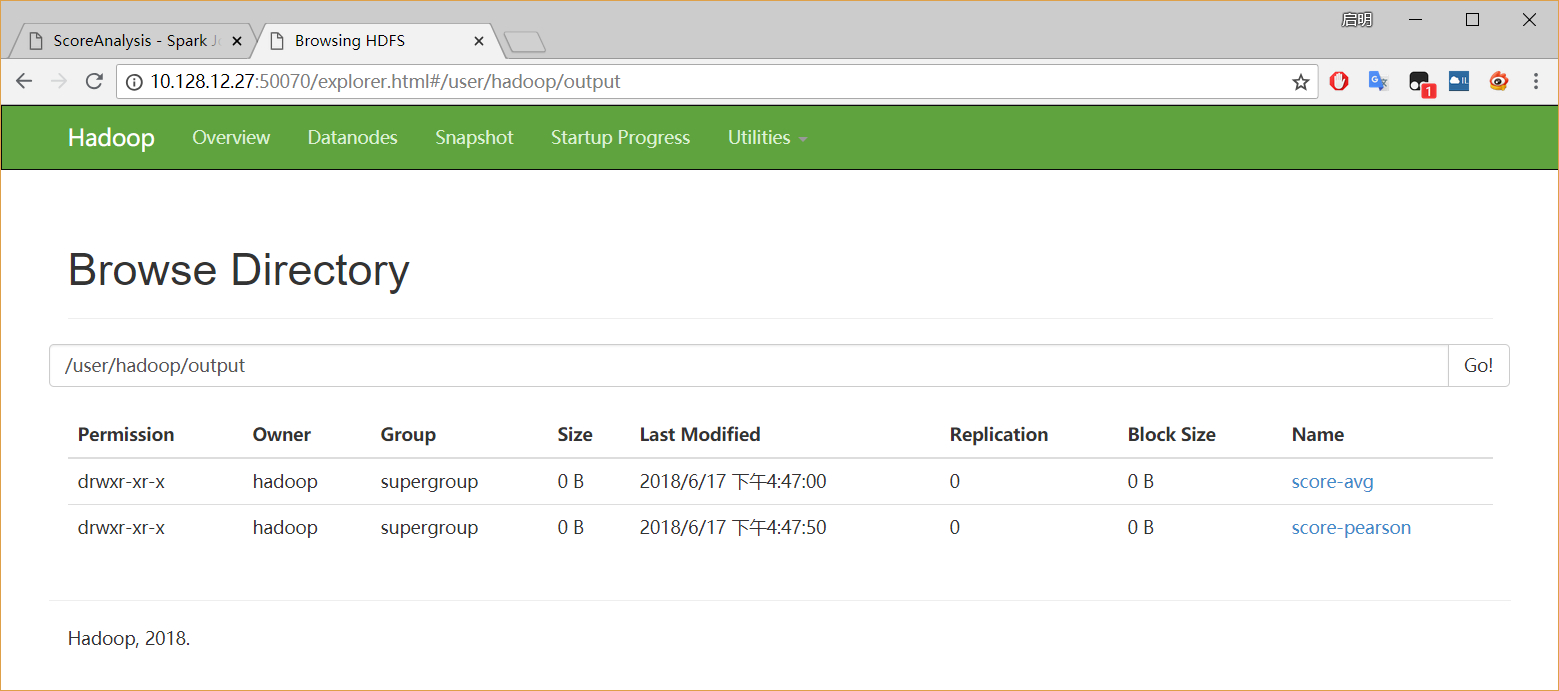 启明
ScoreAnalysis - Spark J
Browsing HDFS
10.128.12.27:50070/explorer.html#/user/hadoop/output
1
Hadoop Overview Datanodes Snapshot Startup Progress Utilities
Browse Directory
/user/hadoop/output Go!
Permission Owner Group Size Last Modified Replication Block Size Name
drwxr-xr-x hadoop supergroup 0 B 2018/6/17 下午4:47:00 0 0 B score-avg
drwxr-xr-x hadoop supergroup 0 B 2018/6/17 下午4:47:50 0 0 B score-pearson
Hadoop, 2018.